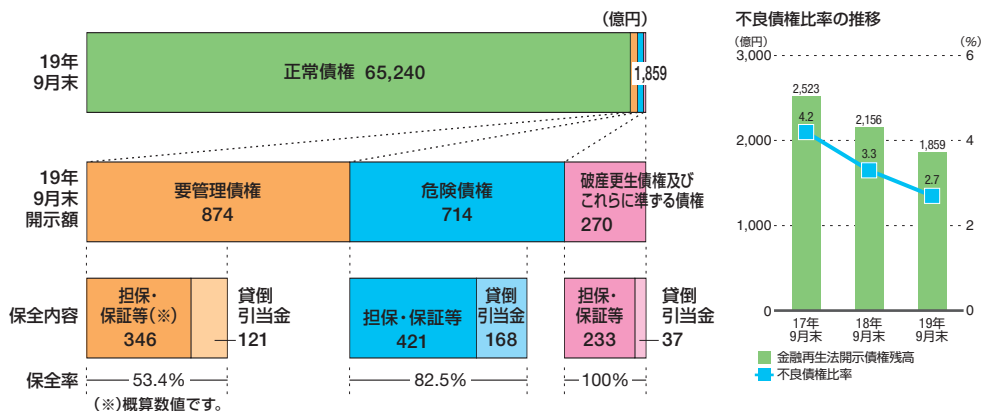 (億円)
19年
9月末
正常債権 65,240
1,859
19年
9月末
開示額
要管理債権
874
危険債権
714
破産更生債権及び
これらに準ずる債権
270
保全内容
担保・
保証等(※)
346
貸倒
引当金
121
担保・保証等
421
貸倒
引当金
168
担保・
保証等
233
貸倒
引当金
37
保全率
53.4%
82.5%
100%
(※)概算数値です。
不良債権比率の推移
(億円)
(%)
3,000
2,000
1,000
0
6
4
2
0
2,523
4.2
2,156
3.3
1,859
2.7
17年
9月末
18年
9月末
19年
9月末
金融再生法開示債権残高
不良債権比率